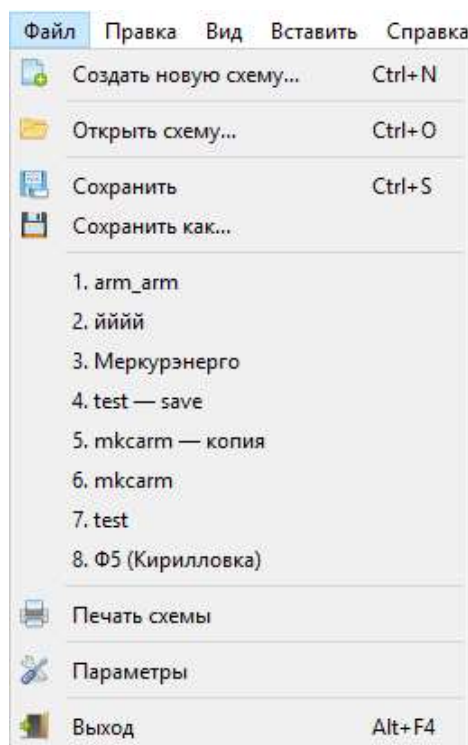 Файл Правка Вид Вставить Справка
Создать новую схему... Ctrl+N
Открыть схему... Ctrl+O
Сохранить Ctrl+S
Сохранить как...
1. arm_arm
2. йййй
3. Меркурэнерго
4. test — save
5. mkcarm — копия
6. mkcarm
7. test
8. Ф5 (Кирилловка)
Печать схемы
Параметры
Выход Alt+F4